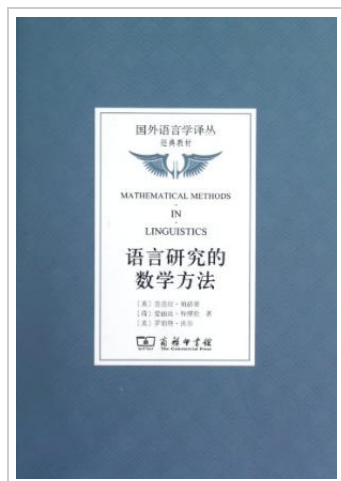 国外语言学译丛
经典教材
MATHEMATICAL METHODS
IN
LINGUISTICS
语言研究的
数学方法
著
商务印书馆
The Commercial Press